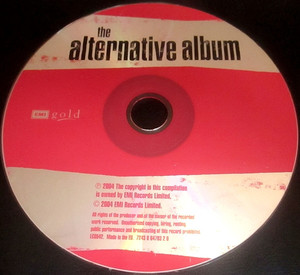 the
alternative album
EMI gold
℗ 2004 The copyright in this compilation
is owned by EMI Records Limited.
© 2004 EMI Records Limited.
All rights of the producer and of the owner of the recorded
work reserved. Unauthorised copying, hiring, renting,
public performance and broadcasting of this record prohibited.
Made in the EU.